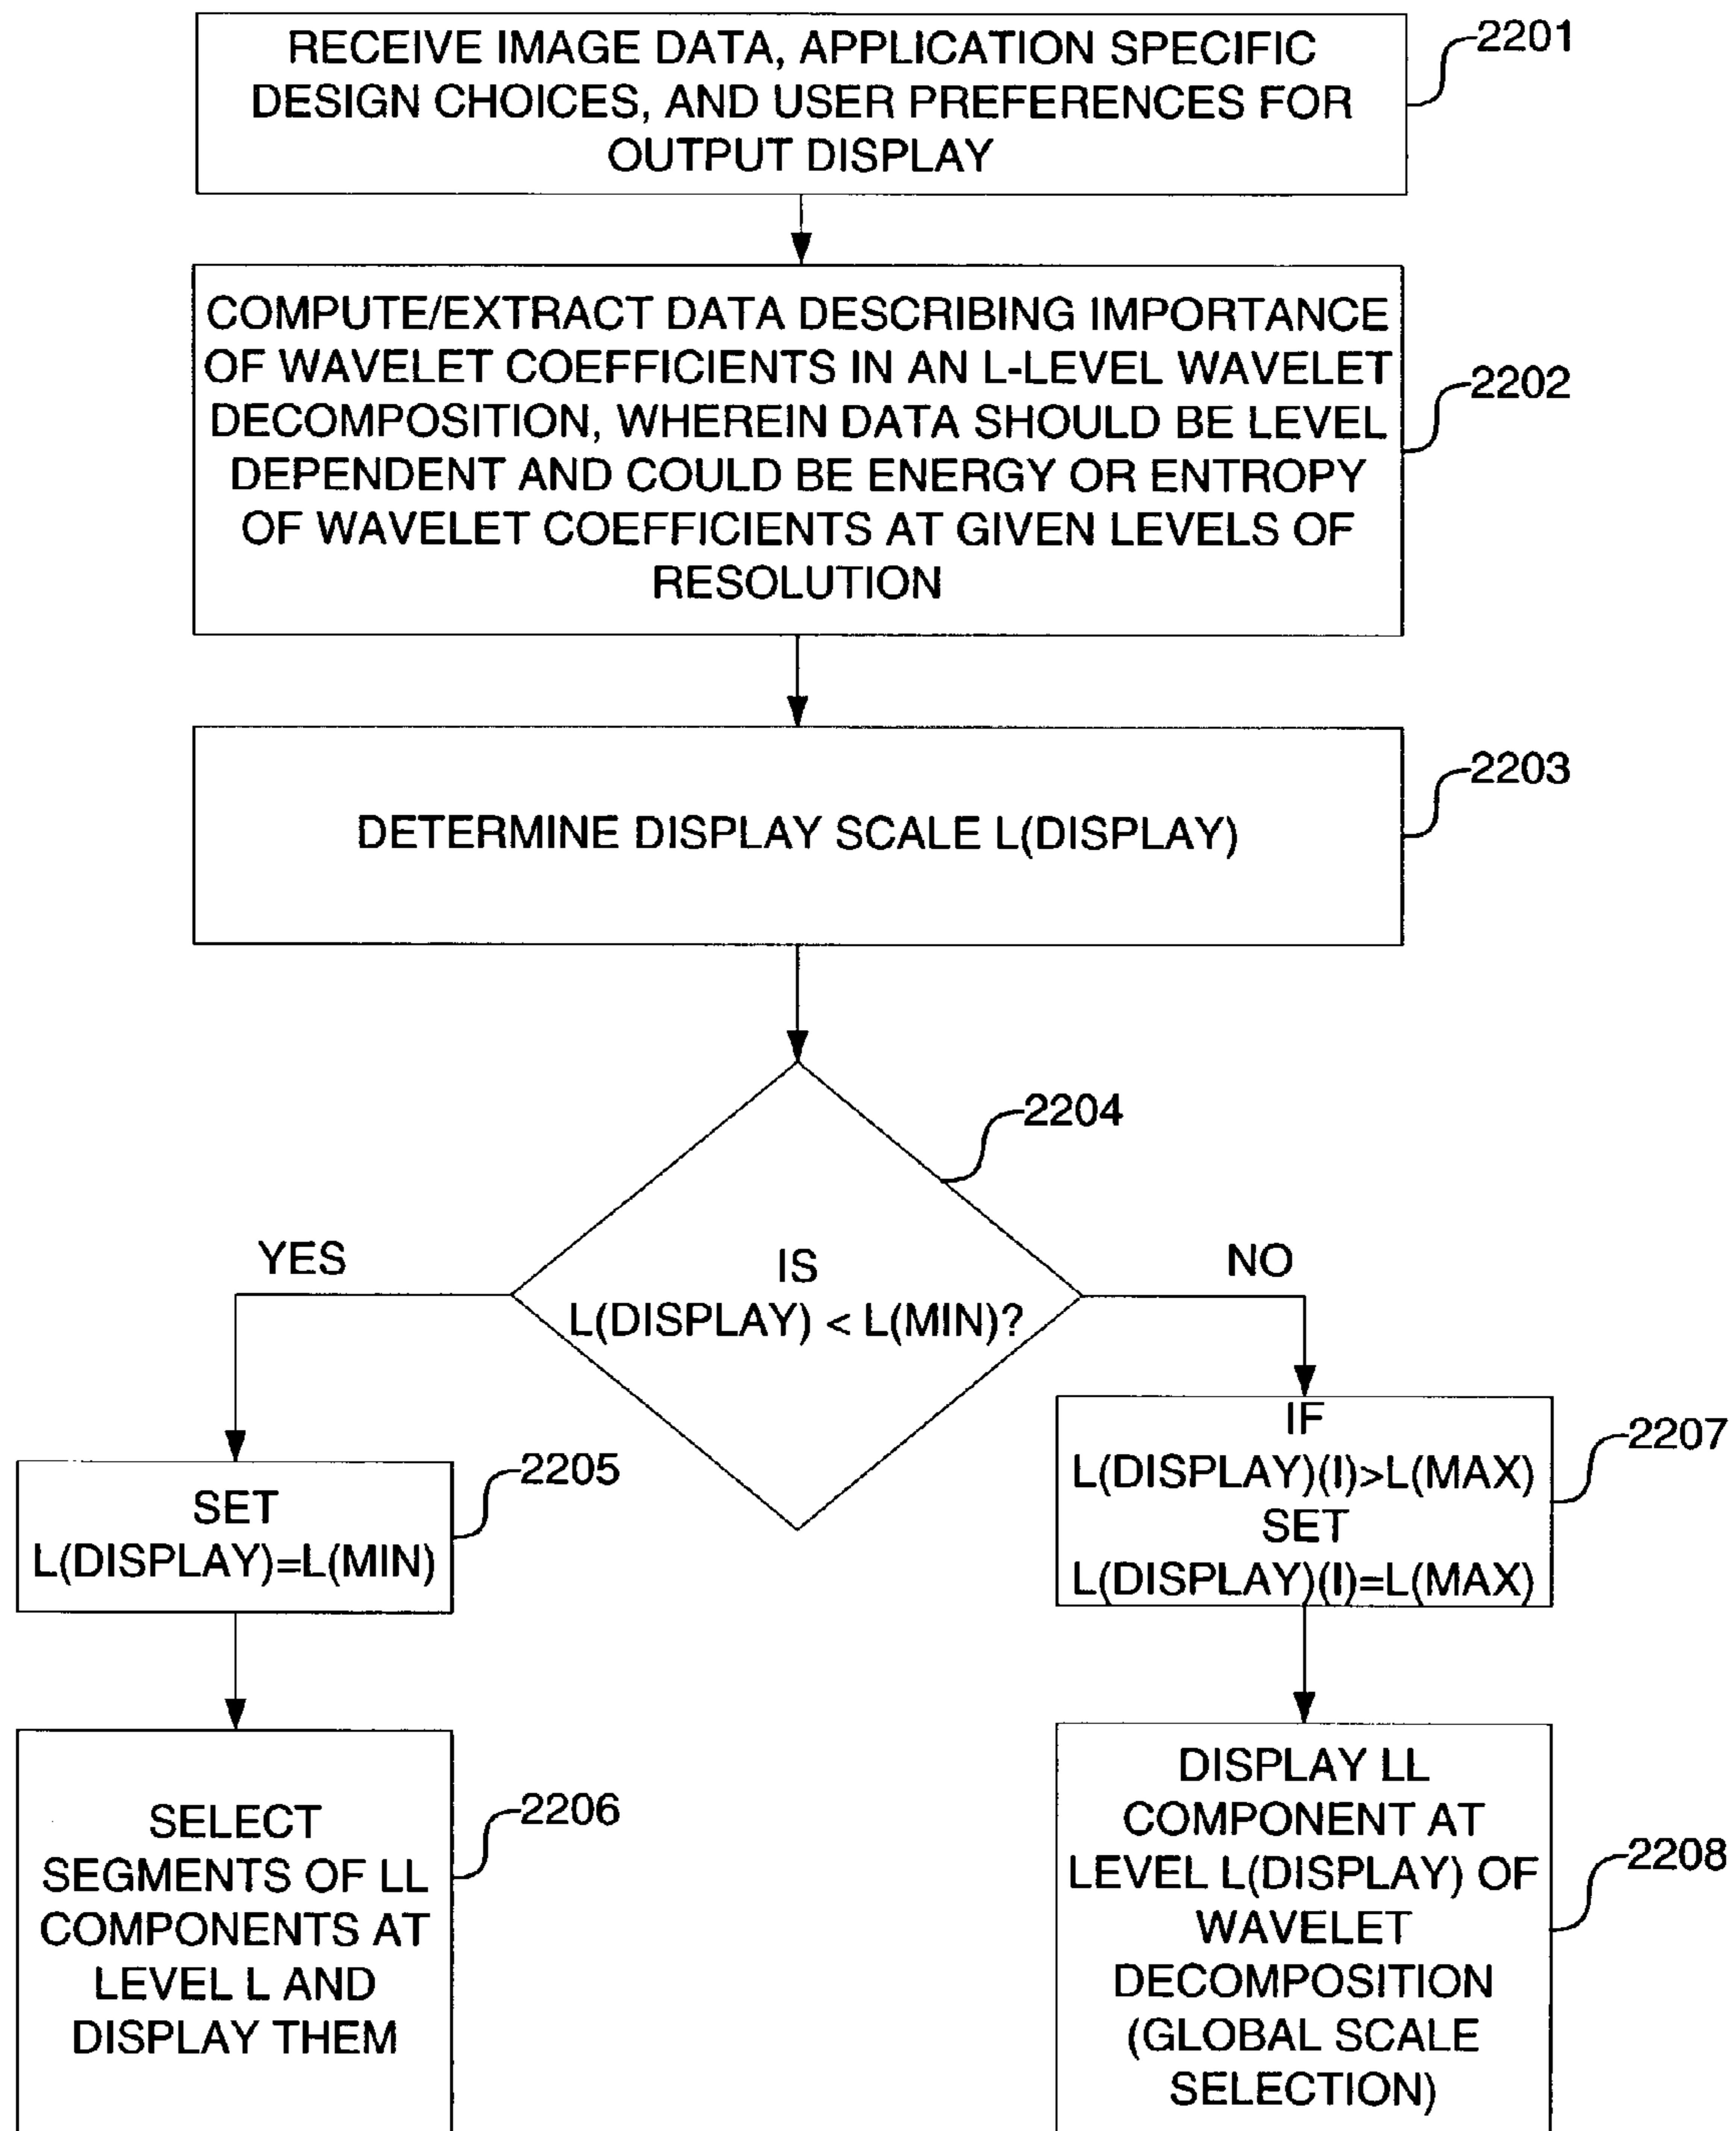 RECEIVE IMAGE DATA, APPLICATION SPECIFIC
DESIGN CHOICES, AND USER PREFERENCES FOR
OUTPUT DISPLAY
2201
COMPUTE/EXTRACT DATA DESCRIBING IMPORTANCE
OF WAVELET COEFFICIENTS IN AN L-LEVEL WAVELET
DECOMPOSITION, WHEREIN DATA SHOULD BE LEVEL
DEPENDENT AND COULD BE ENERGY OR ENTROPY
OF WAVELET COEFFICIENTS AT GIVEN LEVELS OF
RESOLUTION
2202
DETERMINE DISPLAY SCALE L(DISPLAY)
2203
IS
L(DISPLAY) < L(MIN)?
2204
YES
NO
SET
L(DISPLAY)=L(MIN)
2205
IF
L(DISPLAY)(I)>L(MAX)
SET
L(DISPLAY)(I)=L(MAX)
2207
SELECT
SEGMENTS OF LL
COMPONENTS AT
LEVEL L AND
DISPLAY THEM
2206
DISPLAY LL
COMPONENT AT
LEVEL L(DISPLAY) OF
WAVELET
DECOMPOSITION
(GLOBAL SCALE
SELECTION)
2208